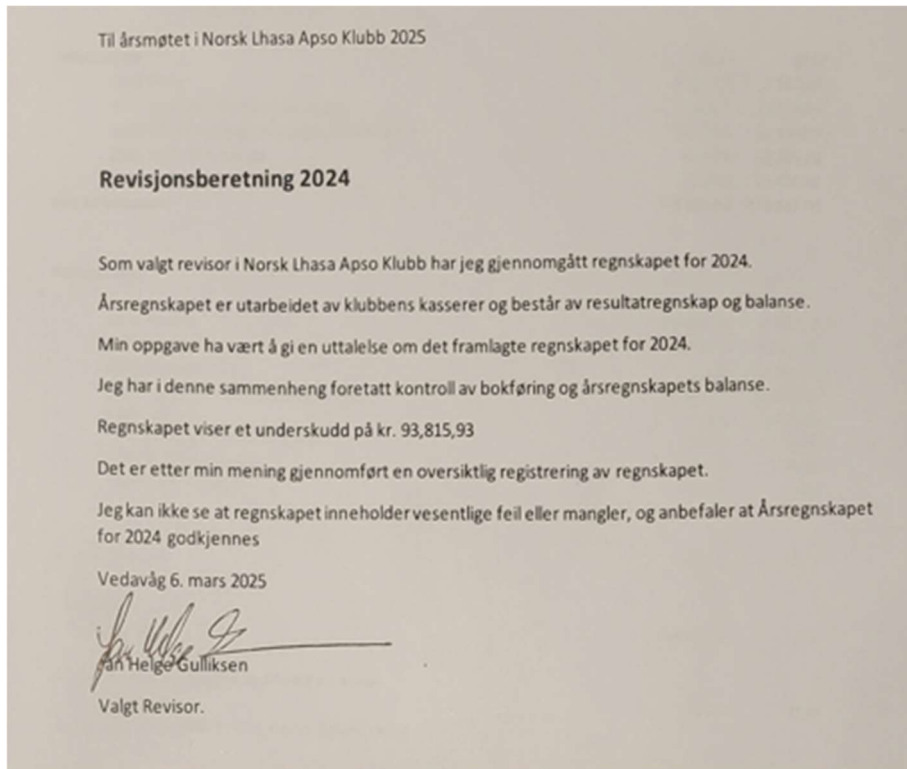 Til årsmøtet i Norsk Lhasa Apso Klubb 2025
Revisjonsberetning 2024
Som valgt revisor i Norsk Lhasa Apso Klubb har jeg gjennomgått regnskapet for 2024.
Årsregnskapet er utarbeidet av klubbens kasserer og består av resultatregnskap og balanse.
Min oppgave ha vært å gi en uttalelse om det framlagte regnskapet for 2024.
Jeg har i denne sammenheng foretatt kontroll av bokføring og årsregnskapets balanse.
Regnskapet viser et underskudd på kr. 93,815,93
Det er etter min mening gjennomført en oversiktlig registrering av regnskapet.
Jeg kan ikke se at regnskapet inneholder vesentlige feil eller mangler, og anbefaler at Årsregnskapet
for 2024 godkjennes
Vedavåg 6. mars 2025
Jan Helge Gulliksen
Valgt Revisor.